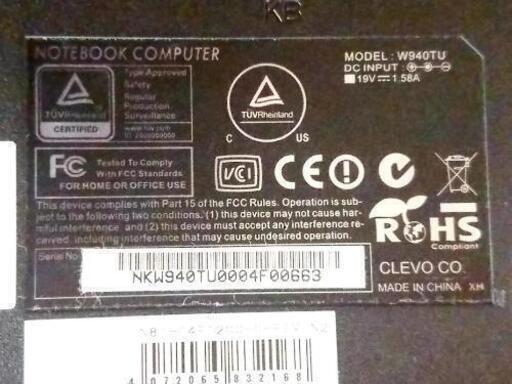 KB
NOTEBOOK COMPUTER
MODEL: W940TU
DC INPUT:
19V 1.58A
Type Approved
Safety
Regular
Production
Surveillance
TÜVRheinland
CERTIFIED
TÜVRheinland
C US
FC Tested To Comply
With FCC Standards
FOR HOME OR OFFICE USE
VCI
CE
This device complies with Part 15 of the FCC Rules. Operation is sub-
ject to the following two conditions. (1) this device may not cause har-
mful interference and (2) this device must accept any interference re-
ceived, including interference that may cause undesired operation.
RoHS
Compliant
Serial No
NKW940TU0004F00663
CLEVO CO.
MADE IN CHINA XH
4 072065 832168